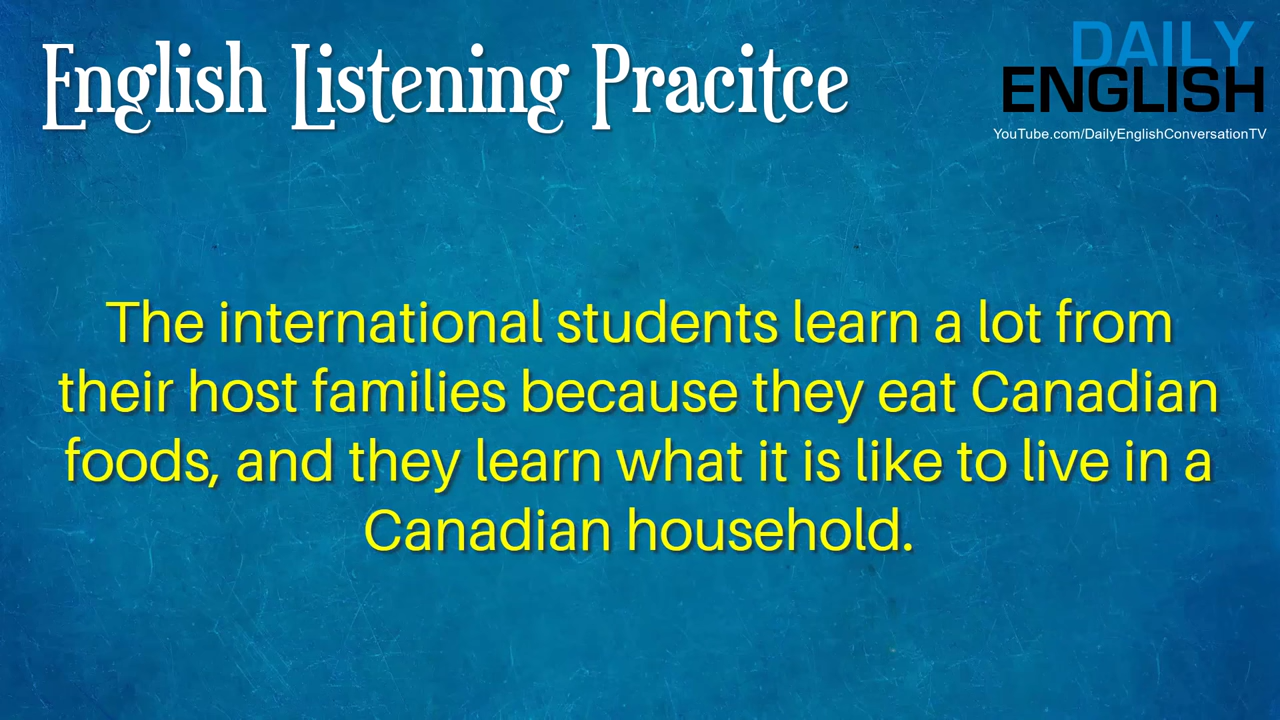 English Listening Pracitce
DAILY
ENGLISH
YouTube.com/DailyEnglishConversationTV
The international students learn a lot from
their host families because they eat Canadian
foods, and they learn what it is like to live in a
Canadian household.